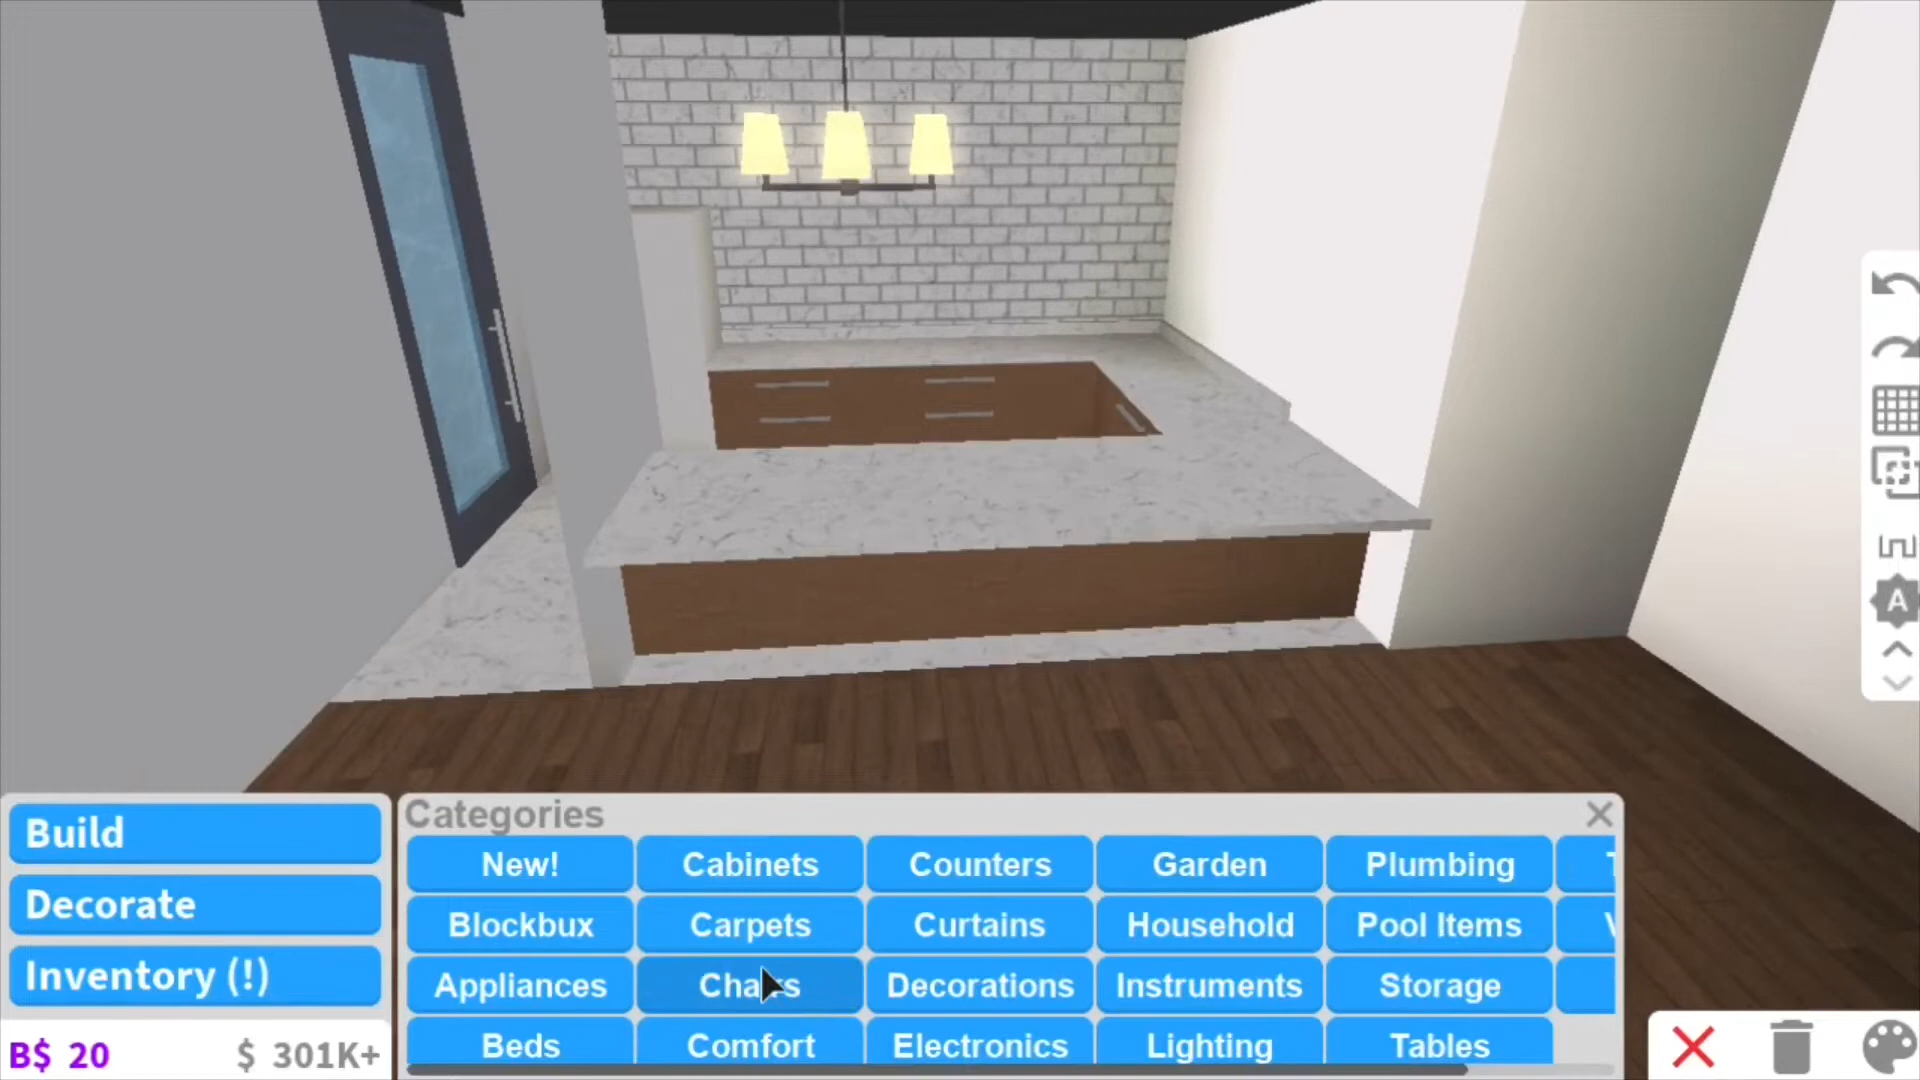 Categories
New! Cabinets Counters Garden Plumbing
Blockbux Carpets Curtains Household Pool Items
Appliances Chairs Decorations Instruments Storage
Beds Comfort Electronics Lighting Tables
Build
Decorate
Inventory (!)
B$ 20 $ 301K+
A